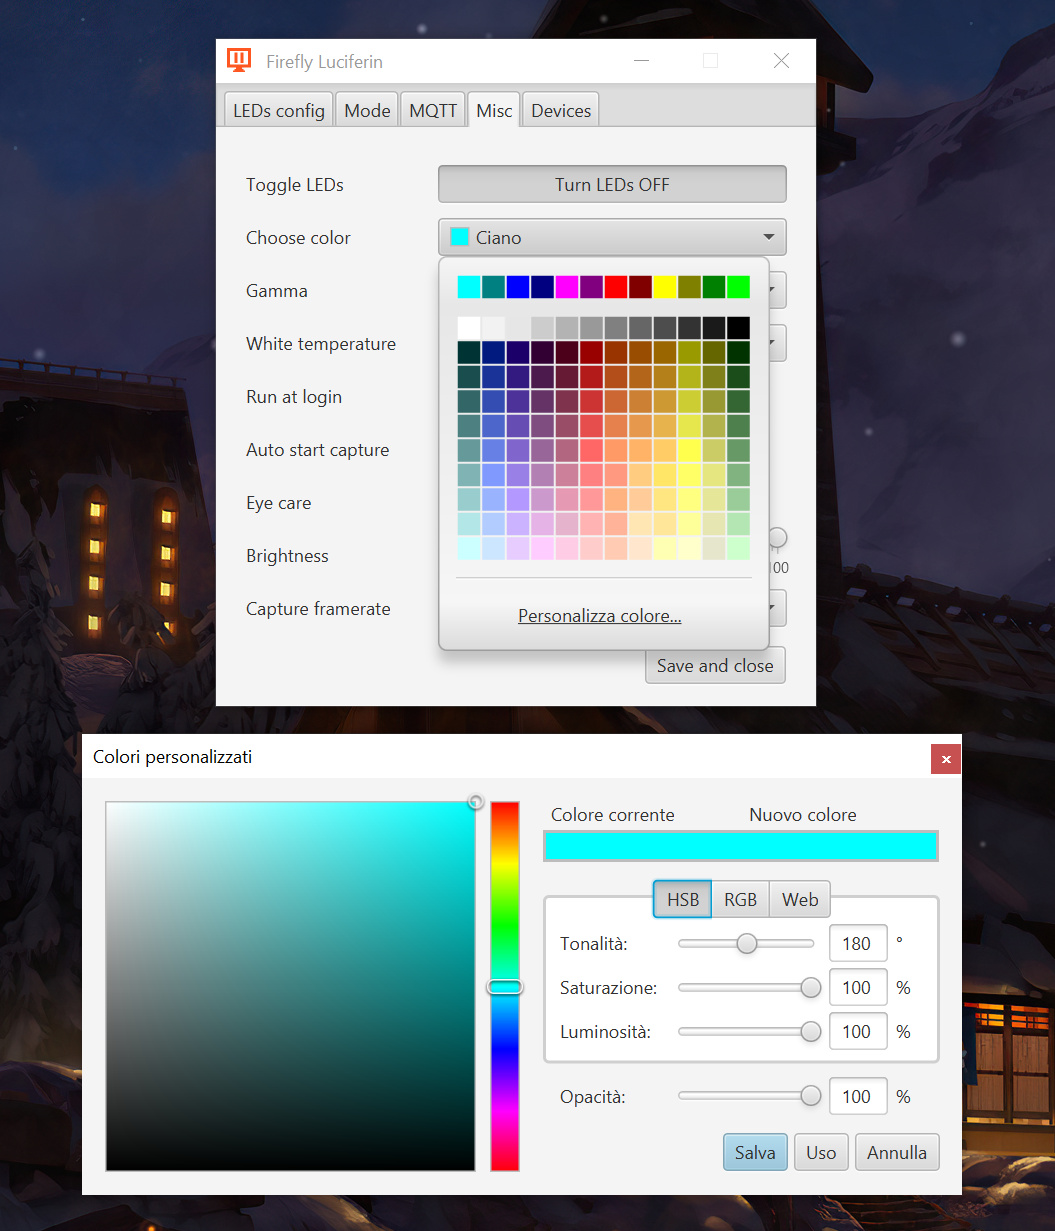 Firefly Luciferin
LEDs config Mode MQTT Misc Devices
Toggle LEDs Turn LEDs OFF
Choose color Ciano
Gamma
White temperature
Run at login
Auto start capture
Eye care
Brightness
100
Capture framerate
Personalizza colore...
Save and close
Colori personalizzati
Colore corrente Nuovo colore
HSB RGB Web
Tonalità: 180 °
Saturazione: 100 %
Luminosità: 100 %
Opacità: 100 %
Salva Uso Annulla